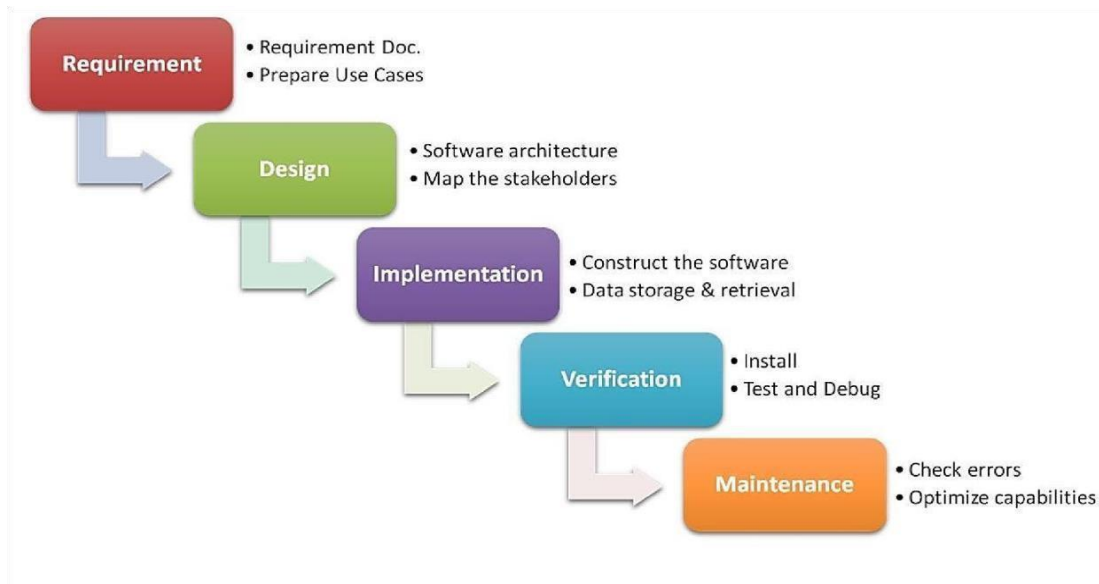 Requirement
• Requirement Doc.
• Prepare Use Cases
Design
• Software architecture
• Map the stakeholders
Implementation
• Construct the software
• Data storage & retrieval
Verification
• Install
• Test and Debug
Maintenance
• Check errors
• Optimize capabilities